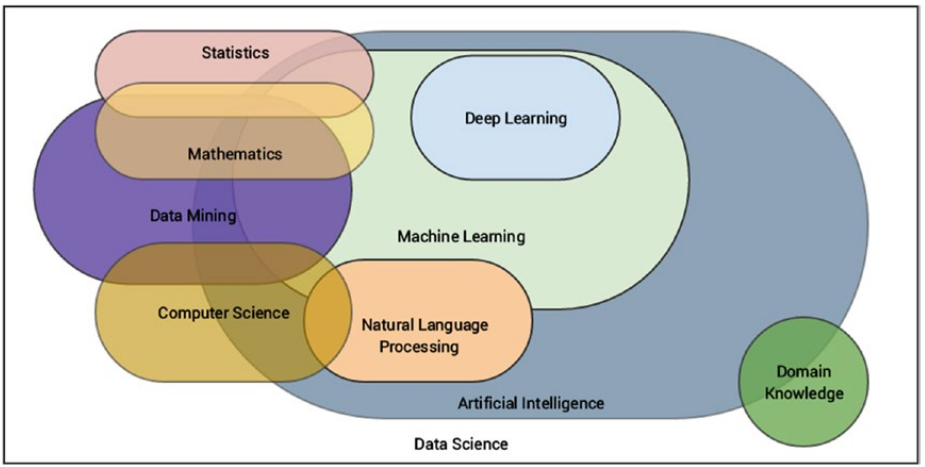 Statistics
Deep Learning
Mathematics
Data Mining
Machine Learning
Computer Science
Natural Language
Processing
Domain
Knowledge
Artificial Intelligence
Data Science